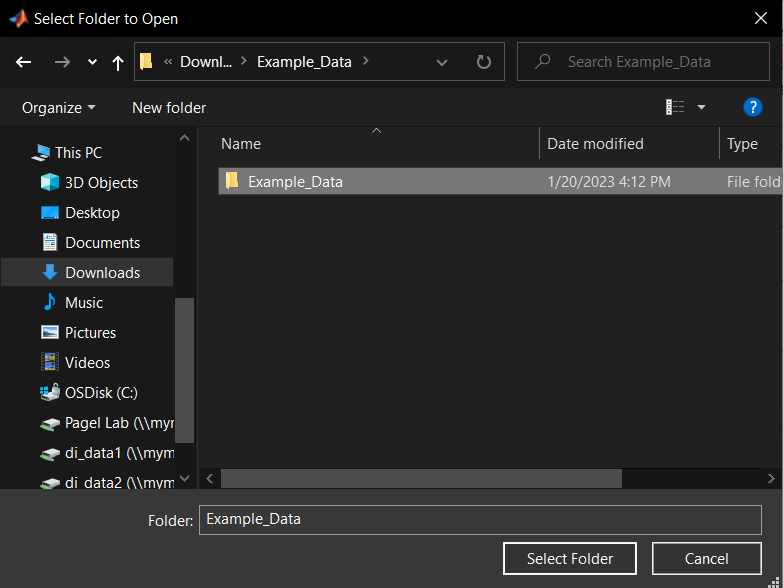 Select Folder to Open
« Downl... > Example_Data >
Search Example_Data
Organize
New folder
?
Name
Date modified
Type
This PC
3D Objects
Desktop
Documents
Downloads
Music
Pictures
Videos
OSDisk (C:)
Pagel Lab (\\myr
di_data1 (\\mym
di_data2 (\\mym
Example_Data
1/20/2023 4:12 PM
File fold
Folder:
Example_Data
Select Folder
Cancel